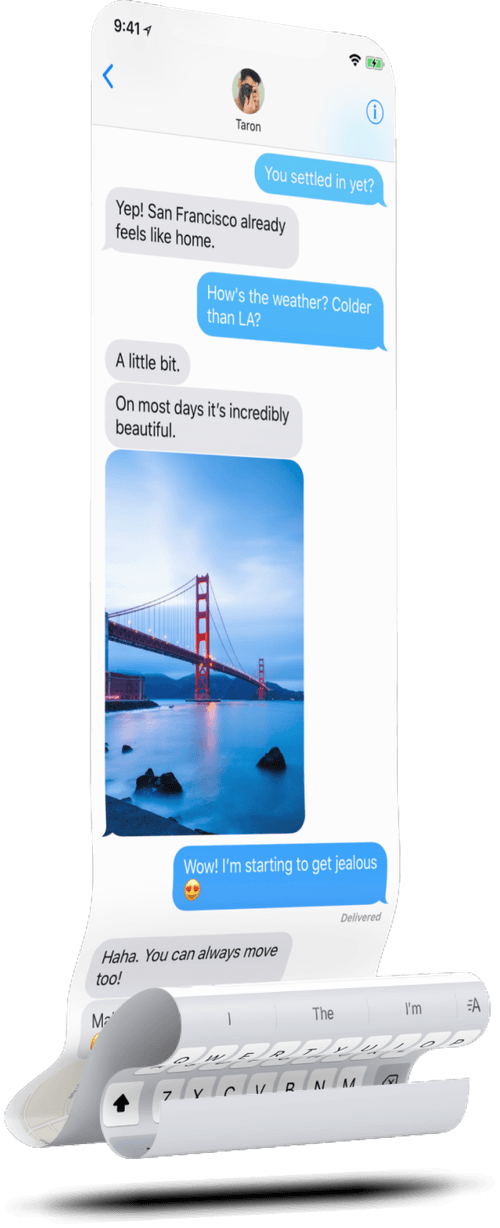 9:41
Taron
You settled in yet?
Yep! San Francisco already
feels like home.
How's the weather? Colder
than LA?
A little bit.
On most days it's incredibly
beautiful.
Wow! I'm starting to get jealous
😍
Delivered
Haha. You can always move
too!
I The I'm
Q W E R T Y U I O P
Z X C V B N M